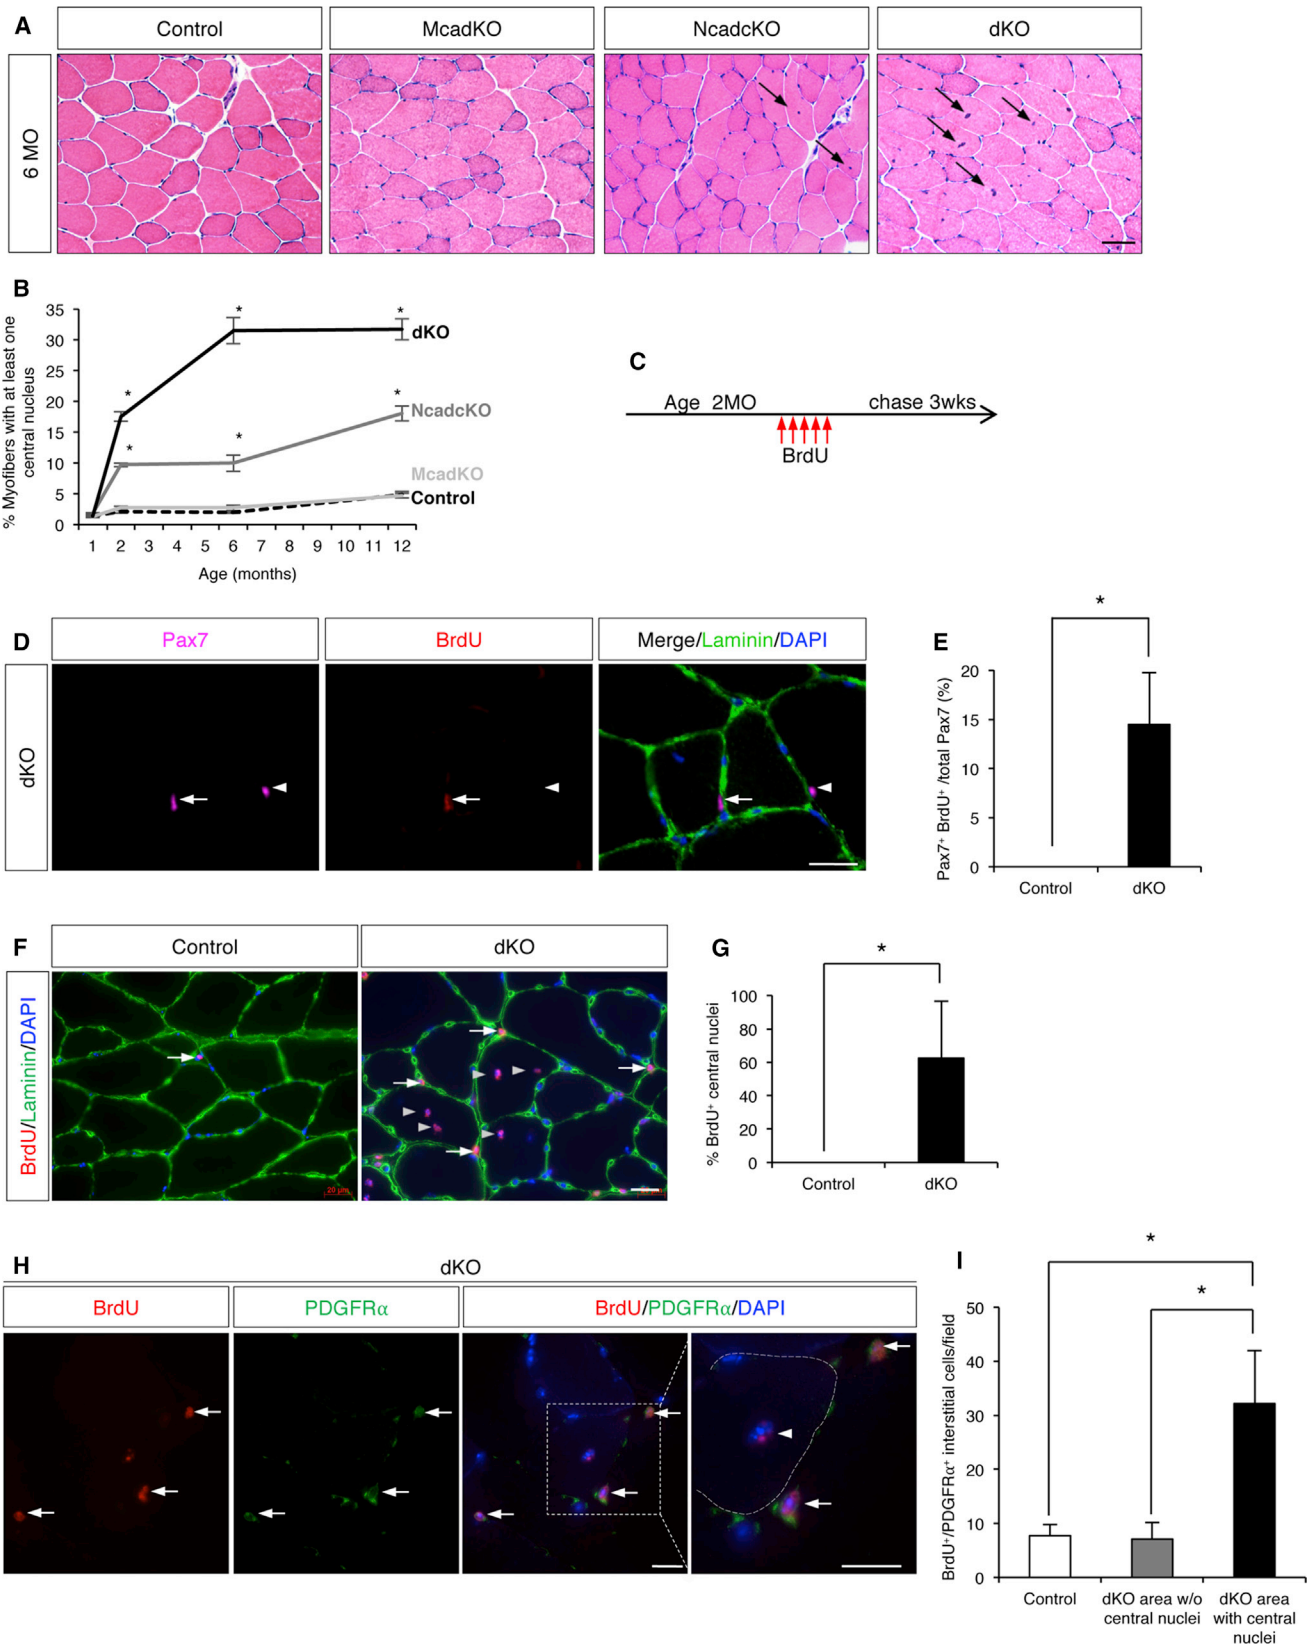 A
Control
McadKO
NcadcKO
dKO
6 MO
B
% Myofibers with at least one
central nucleus
35
30
25
20
15
10
5
0
*
*
*
*
*
*
dKO
NcadcKO
McadKO
Control
1 2 3 4 5 6 7 8 9 10 11 12
Age (months)
C
Age 2MO
chase 3wks
BrdU
D
Pax7
BrdU
Merge/Laminin/DAPI
dKO
E
*
Pax7+ BrdU+ /total Pax7 (%)
20
15
10
5
0
Control
dKO
F
Control
dKO
BrdU/Laminin/DAPI
20 µm
G
*
% BrdU+ central nuclei
100
80
60
40
20
0
Control
dKO
H
dKO
BrdU
PDGFRα
BrdU/PDGFRα/DAPI
I
*
*
BrdU+/PDGFRα+ interstitial cells/field
50
40
30
20
10
0
Control
dKO area w/o
central nuclei
dKO area
with central
nuclei